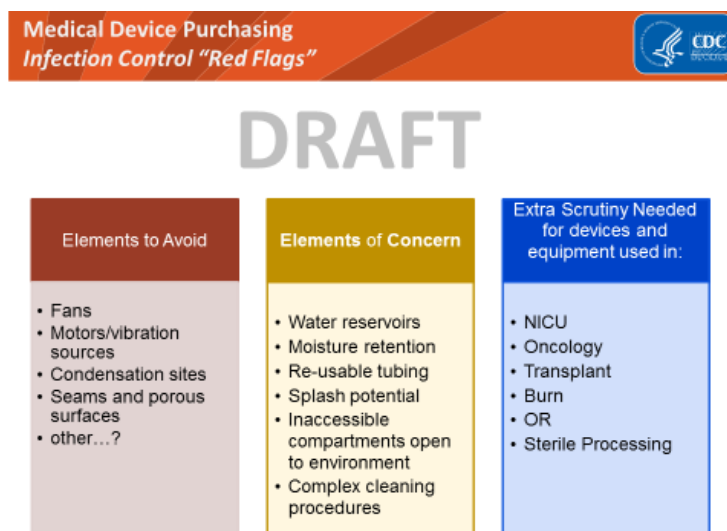 Medical Device Purchasing
Infection Control “Red Flags”
CDC
DRAFT
Elements to Avoid
• Fans
• Motors/vibration
sources
• Condensation sites
• Seams and porous
surfaces
• other…?
Elements of Concern
• Water reservoirs
• Moisture retention
• Re-usable tubing
• Splash potential
• Inaccessible
compartments open
to environment
• Complex cleaning
procedures
Extra Scrutiny Needed
for devices and
equipment used in:
• NICU
• Oncology
• Transplant
• Burn
• OR
• Sterile Processing